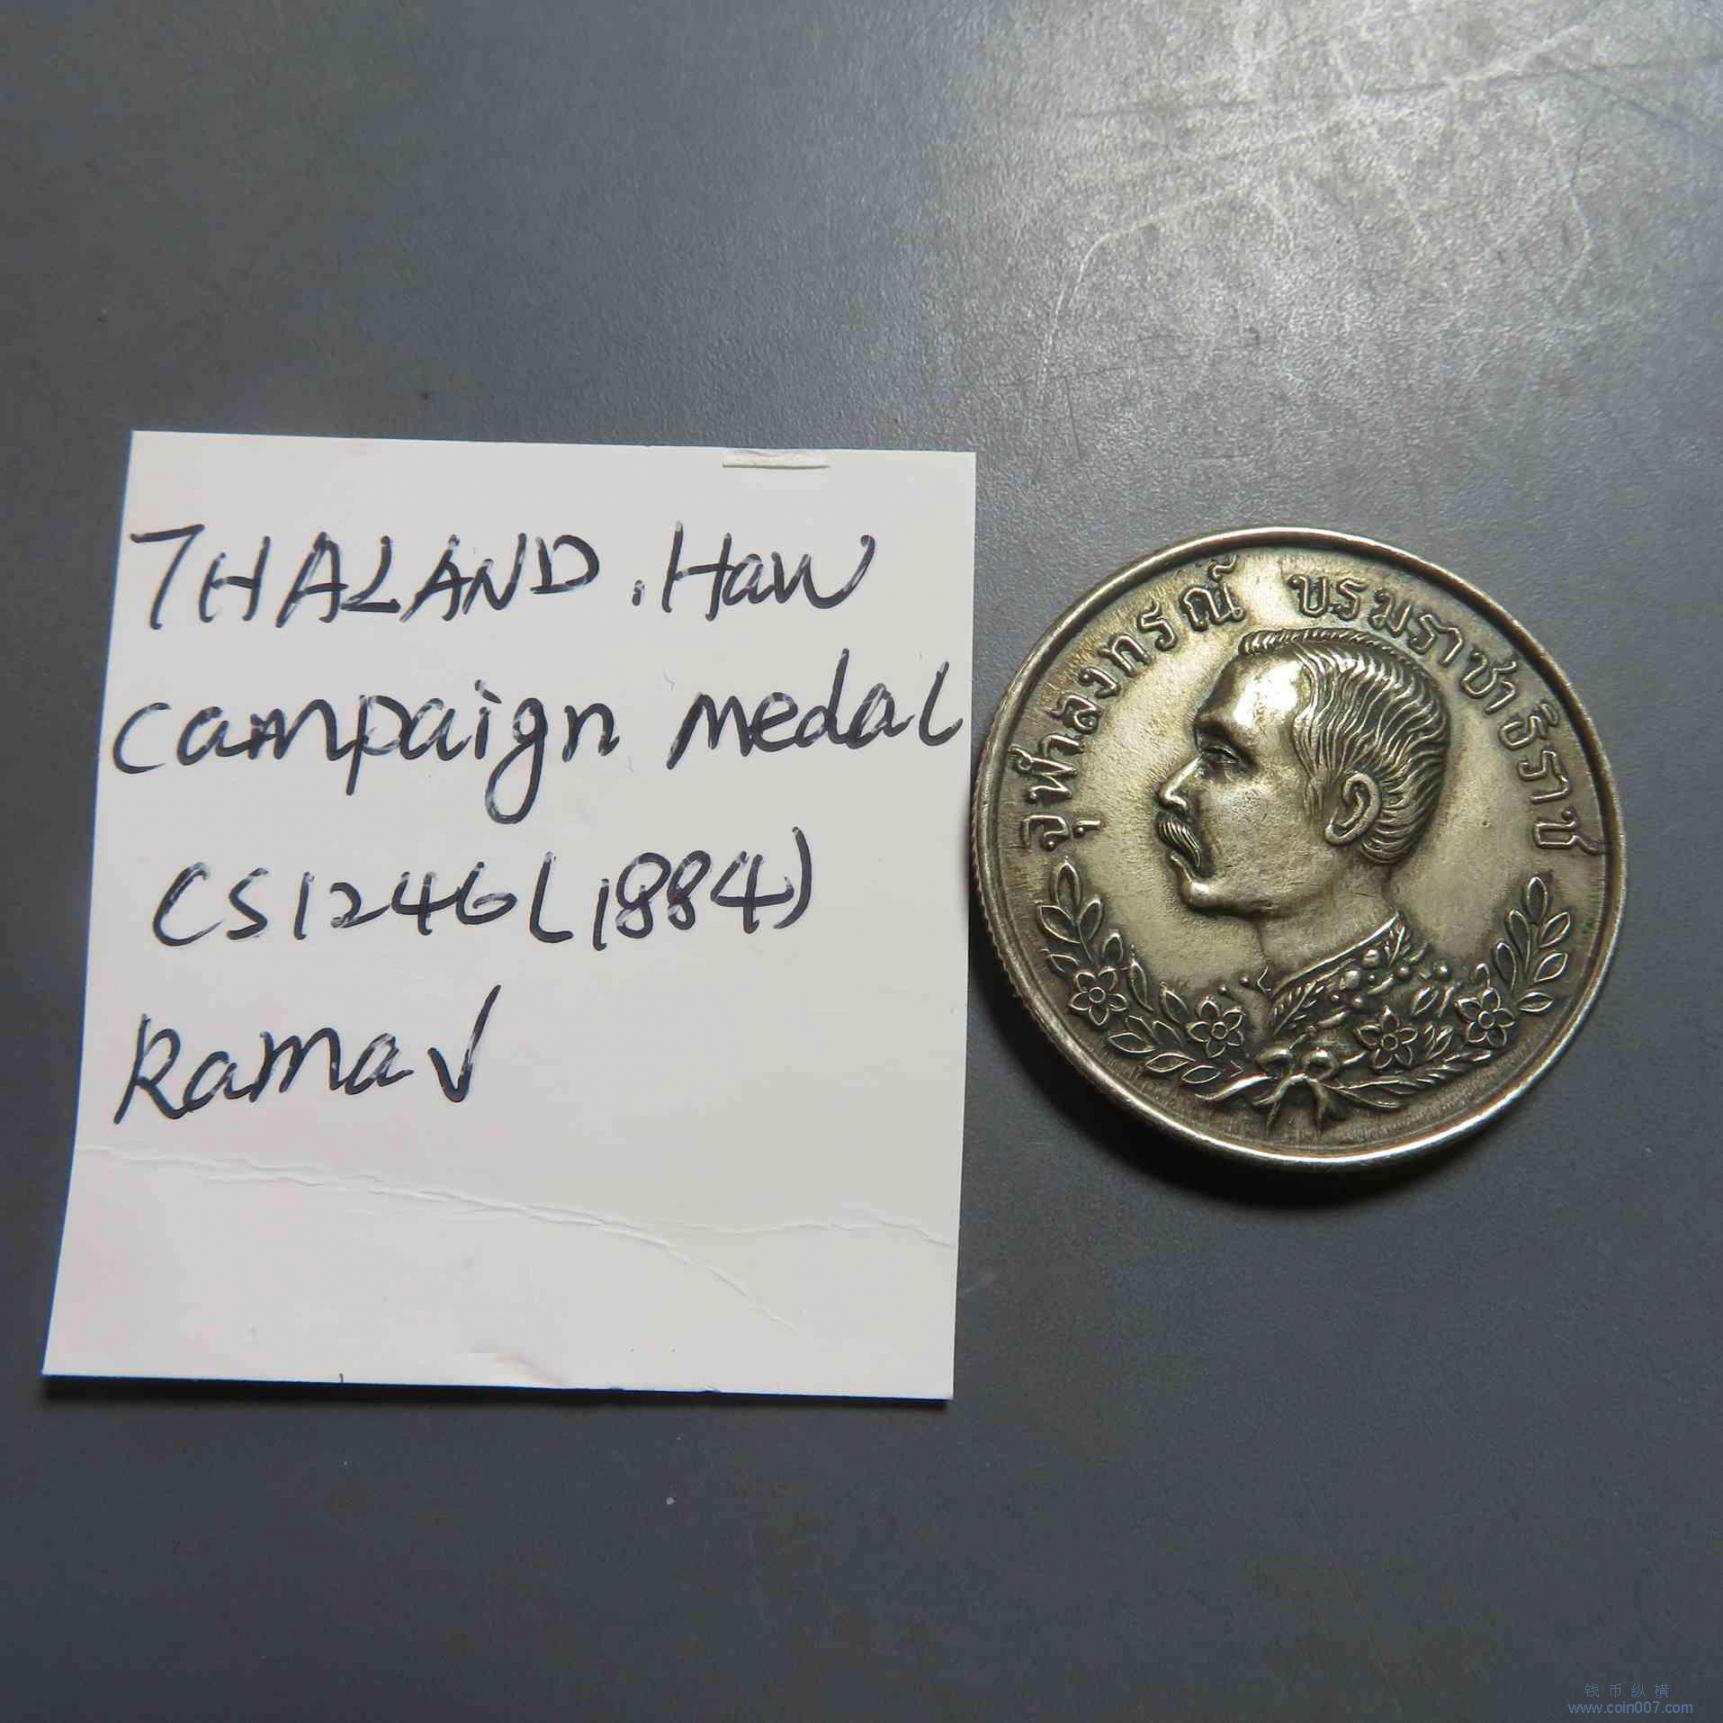 THALAND. Haw
campaign medal
CS1246(1884)
Rama V
จุฬาลงกรณ์ บรมราชาธิราช
钱币纵横
www.coin007.com